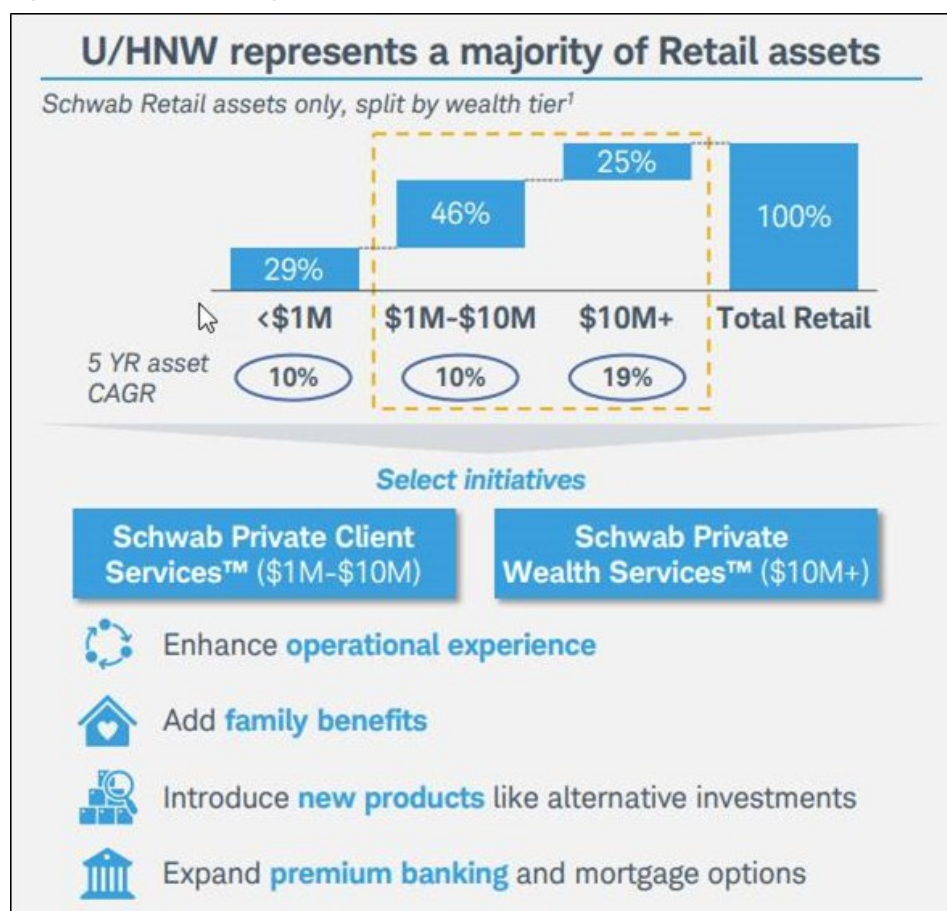 U/HNW represents a majority of Retail assets
Schwab Retail assets only, split by wealth tier¹
25%
46%
100%
29%
<$1M $1M-$10M $10M+ Total Retail
5 YR asset
CAGR
10% 10% 19%
Select initiatives
Schwab Private Client
Services™ ($1M-$10M)
Schwab Private
Wealth Services™ ($10M+)
Enhance operational experience
Add family benefits
Introduce new products like alternative investments
Expand premium banking and mortgage options